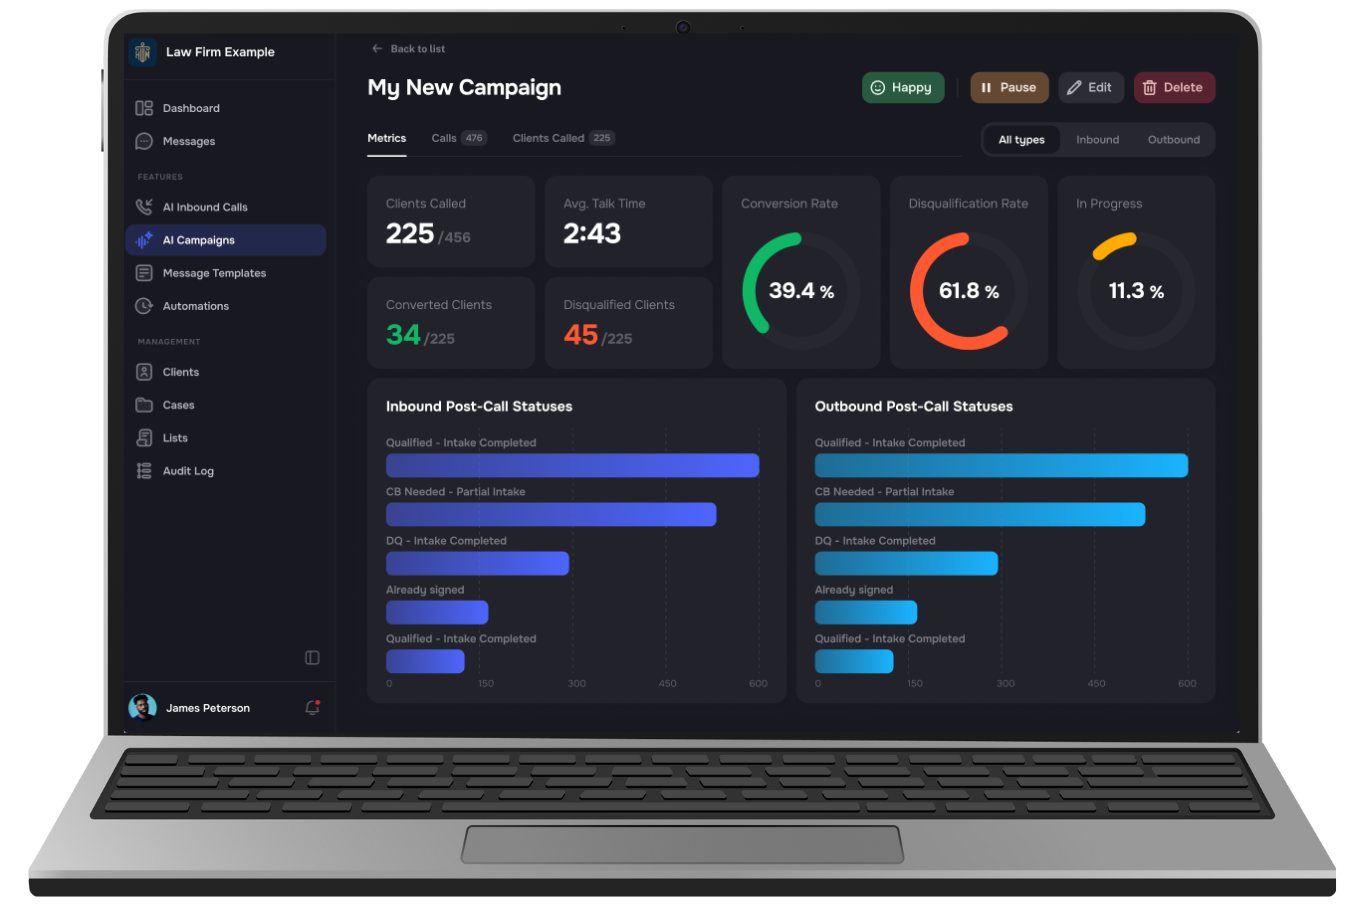 Law Firm Example
Dashboard
Messages
FEATURES
AI Inbound Calls
AI Campaigns
Message Templates
Automations
MANAGEMENT
Clients
Cases
Lists
Audit Log
James Peterson
Back to list
My New Campaign
Happy
Pause
Edit
Delete
Metrics
Calls 476
Clients Called 225
All types
Inbound
Outbound
Clients Called
225 /456
Avg. Talk Time
2:43
Converted Clients
34 /225
Disqualified Clients
45 /225
Conversion Rate
39.4 %
Disqualification Rate
61.8 %
In Progress
11.3 %
Inbound Post-Call Statuses
Qualified - Intake Completed
CB Needed - Partial Intake
DQ - Intake Completed
Already signed
Qualified - Intake Completed
0 150 300 450 600
Outbound Post-Call Statuses
Qualified - Intake Completed
CB Needed - Partial Intake
DQ - Intake Completed
Already signed
Qualified - Intake Completed
0 150 300 450 600